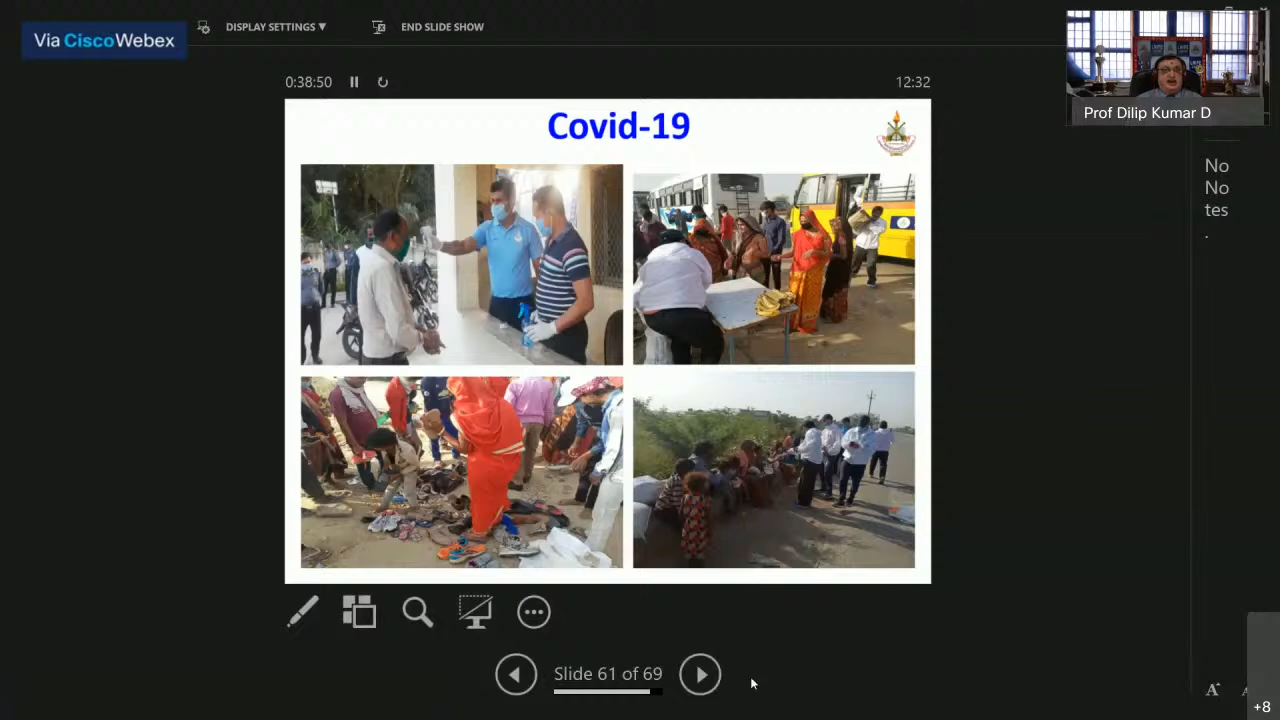 Via CiscoWebex
DISPLAY SETTINGS ▼
END SLIDE SHOW
Prof Dilip Kumar D
0:38:50
12:32
Covid-19
No
No
tes
.
Slide 61 of 69
A
+8